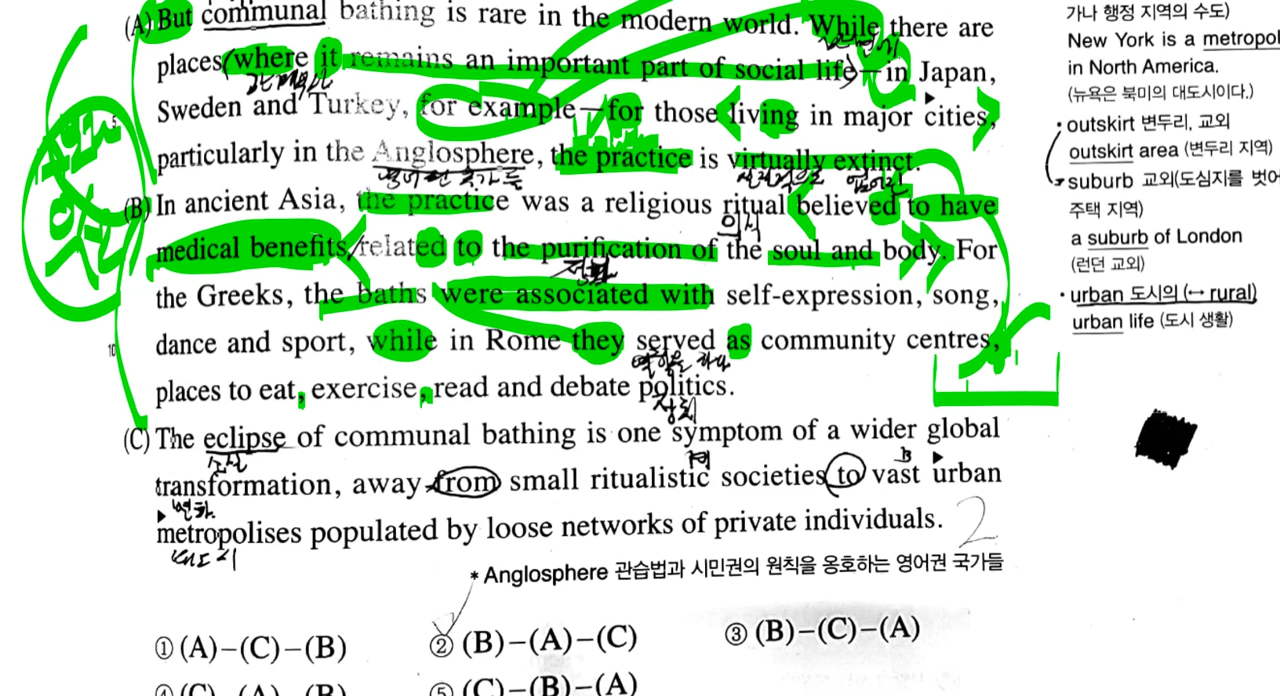 (A) But communal bathing is rare in the modern world. While there are
places (where it remains an important part of social life)—in Japan,
Sweden and Turkey, for example—for those living in major cities,
particularly in the Anglosphere, the practice is virtually extinct.
(B) In ancient Asia, the practice was a religious ritual believed to have
medical benefits/related to the purification of the soul and body. For
의식
the Greeks, the baths were associated with self-expression, song,
dance and sport, while in Rome they served as community centres,
10
places to eat, exercise, read and debate politics.
(C) The eclipse of communal bathing is one symptom of a wider global
transformation, away from small ritualistic societies to vast urban
B
metropolises populated by loose networks of private individuals.
2
대도시
* Anglosphere 관습법과 시민권의 원칙을 옹호하는 영어권 국가들
① (A)-(C)-(B)
② (B)-(A)-(C)
③ (B)-(C)-(A)
④ (C)-(A)-(B)
⑤ (C)-(B)-(A)
가나 행정 지역의 수도)
New York is a metropol
in North America.
(뉴욕은 북미의 대도시이다.)
· outskirt 변두리, 교외
outskirt area (변두리 지역)
suburb 교외(도심지를 벗어
주택 지역)
a suburb of London
(런던 교외)
· urban 도시의 (↔ rural)
urban life (도시 생활)